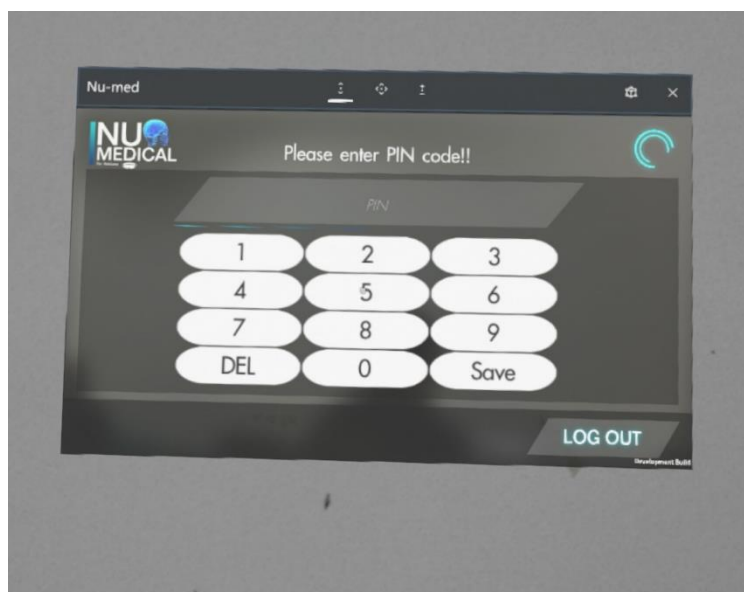 Nu-med
NU
MEDICAL
Please enter PIN code!!
PIN
1 2 3
4 5 6
7 8 9
DEL 0 Save
LOG OUT
Development Build